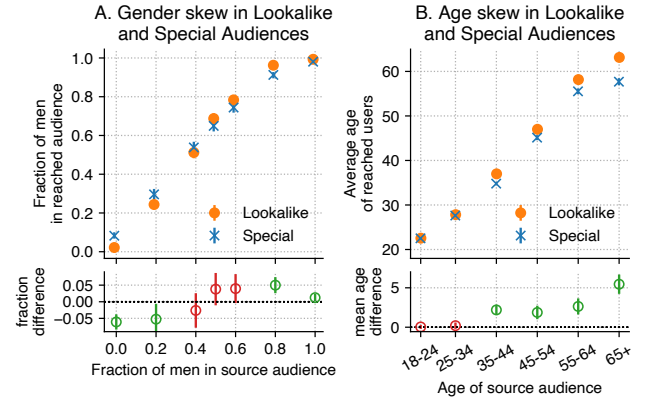 A. Gender skew in Lookalike
and Special Audiences
Fraction of men
in reached audience
1.0
0.8
0.6
0.4
0.2
0.0
Lookalike
Special
fraction
difference
0.05
0.00
−0.05
0.0 0.2 0.4 0.6 0.8 1.0
Fraction of men in source audience
B. Age skew in Lookalike
and Special Audiences
Average age
of reached users
60
50
40
30
20
Lookalike
Special
mean age
difference
5
0
18-24 25-34 35-44 45-54 55-64 65+
Age of source audience